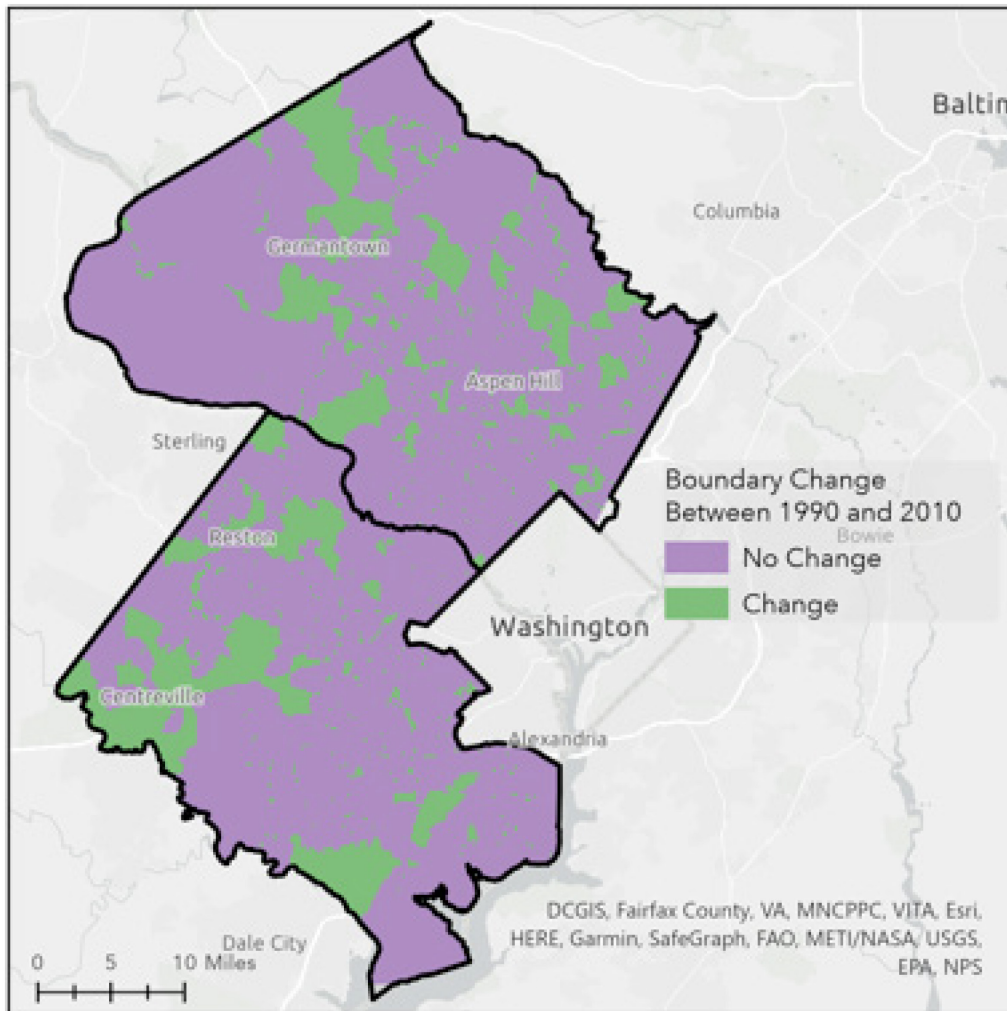 Baltin
Columbia
Germantown
Aspen Hill
Sterling
Boundary Change
Between 1990 and 2010
Bowie
No Change
Change
Reston
Washington
Centreville
Alexandria
DCGIS, Fairfax County, VA, MNCPPC, VITA, Esri,
HERE, Garmin, SafeGraph, FAO, METI/NASA, USGS,
EPA, NPS
Dale City
0 5 10 Miles